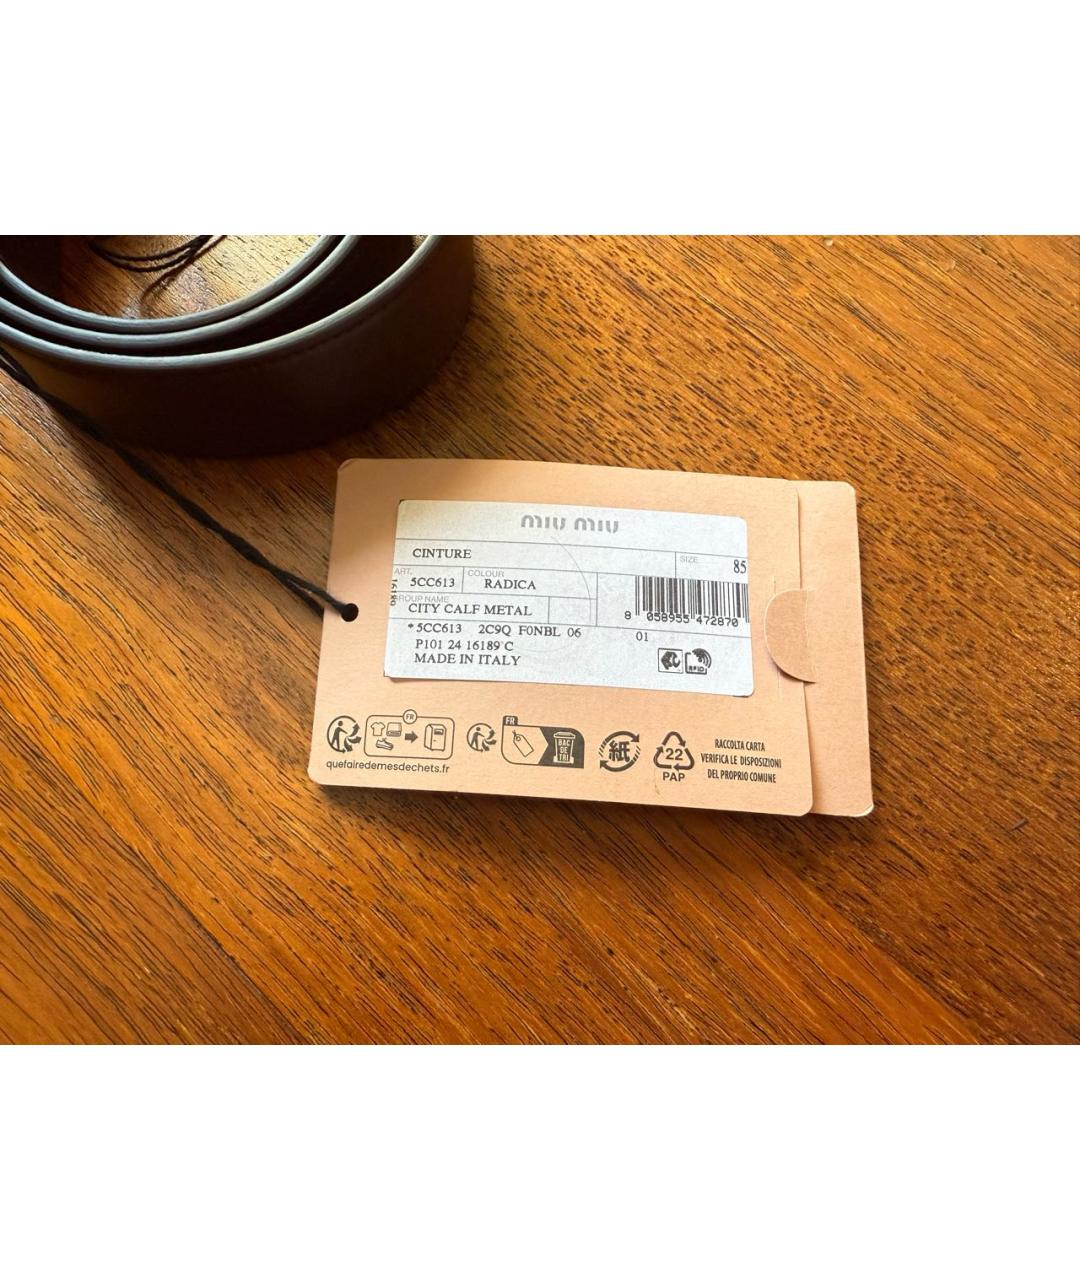 miu miu
CINTURE
SIZE 85
ART. 5CC613 COLOUR RADICA
16189
GROUP NAME
CITY CALF METAL
8 058955 472870
*5CC613 2C9Q F0NBL 06 01
P101 24 16189 C
MADE IN ITALY
RFID
FR
FR
BAC
DE
TRI
紙
22
PAP
quefairedemesdechets.fr
RACCOLTA CARTA
VERIFICA LE DISPOSIZIONI
DEL PROPRIO COMUNE